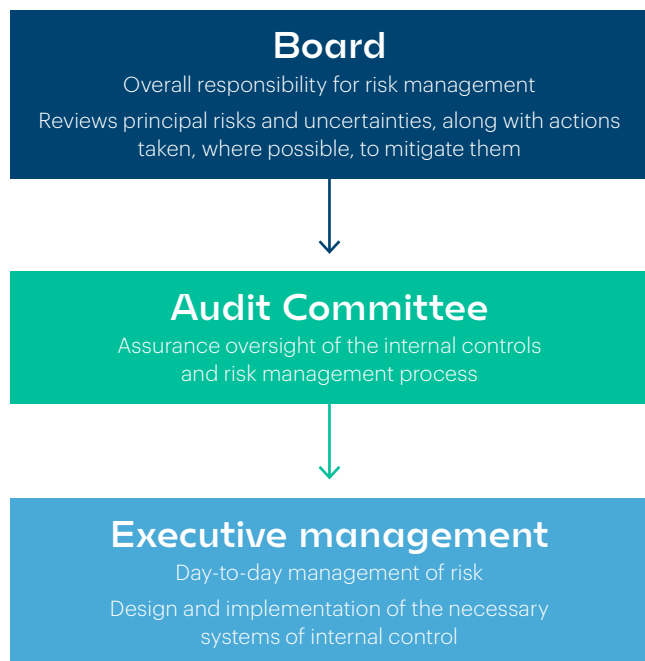 Board
Overall responsibility for risk management
Reviews principal risks and uncertainties, along with actions
taken, where possible, to mitigate them
Audit Committee
Assurance oversight of the internal controls
and risk management process
Executive management
Day-to-day management of risk
Design and implementation of the necessary
systems of internal control